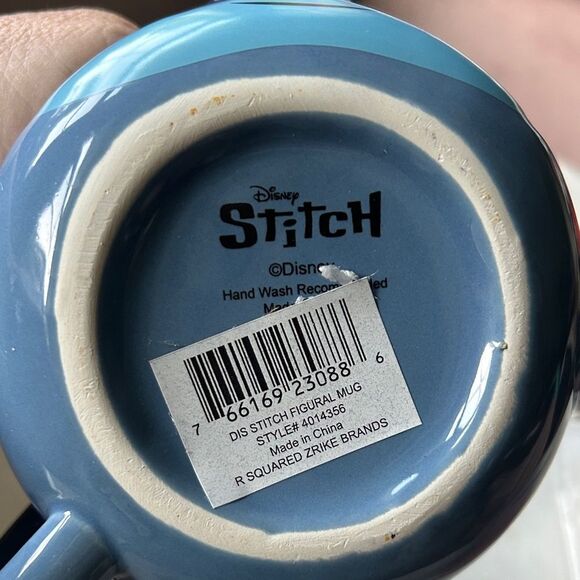 Disney
Stitch
©Disney
Hand Wash
7 66169 23088 6
DIS STITCH FIGURAL MUG
STYLE# 4014356
Made in China
R SQUARED ZRIKE BRANDS